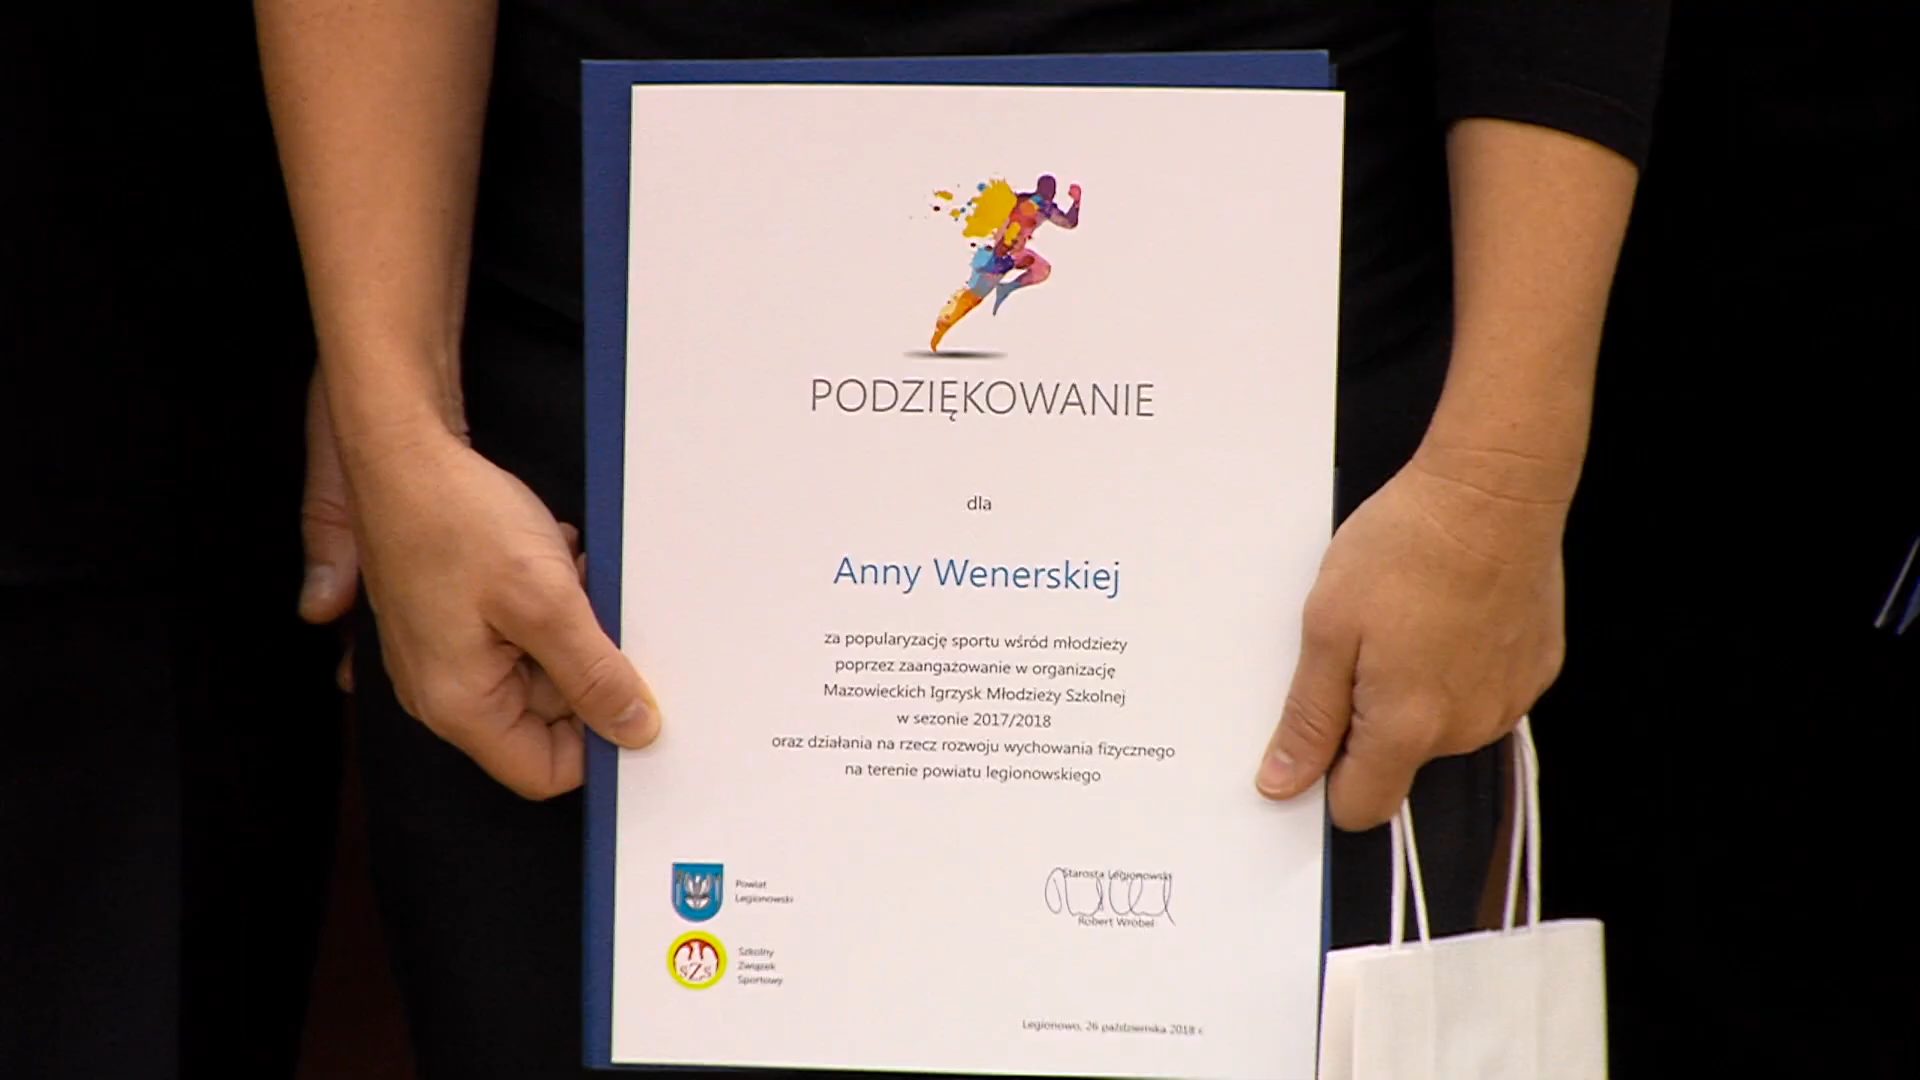 PODZIĘKOWANIE
dla
Anny Wenerskiej
za popularyzację sportu wśród młodzieży
poprzez zaangażowanie w organizację
Mazowieckich Igrzysk Młodzieży Szkolnej
w sezonie 2017/2018
oraz działania na rzecz rozwoju wychowania fizycznego
na terenie powiatu legionowskiego
Powiat
Legionowski
Starosta Legionowski
Robert Wróbel
SZS
Szkolny
Związek
Sportowy
Legionowo, 26 października 2018 r.